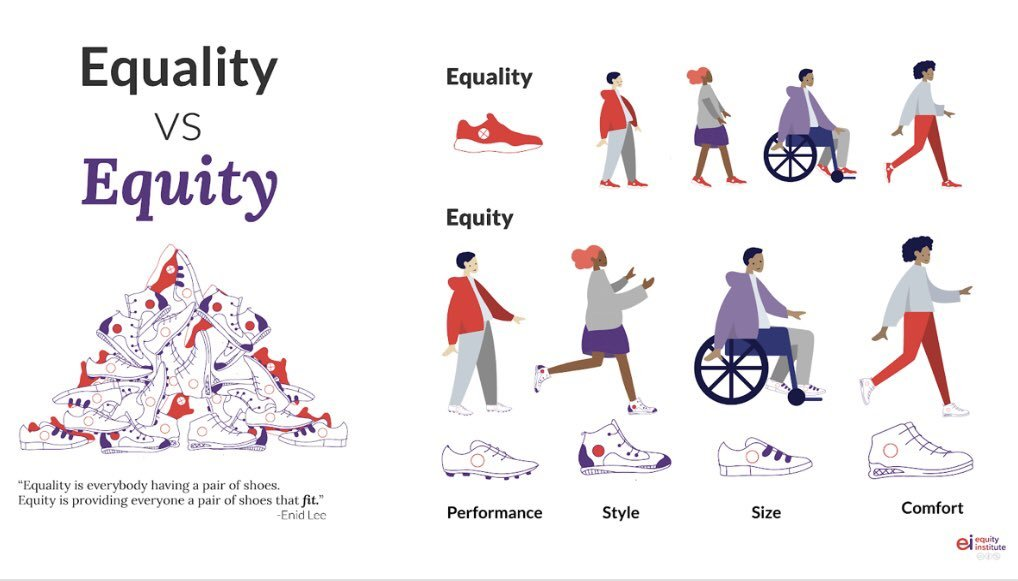 Equality
VS
Equity
“Equality is everybody having a pair of shoes.
Equity is providing everyone a pair of shoes that fit.”
-Enid Lee
Equality
Equity
Performance
Style
Size
Comfort
ei equity
institute